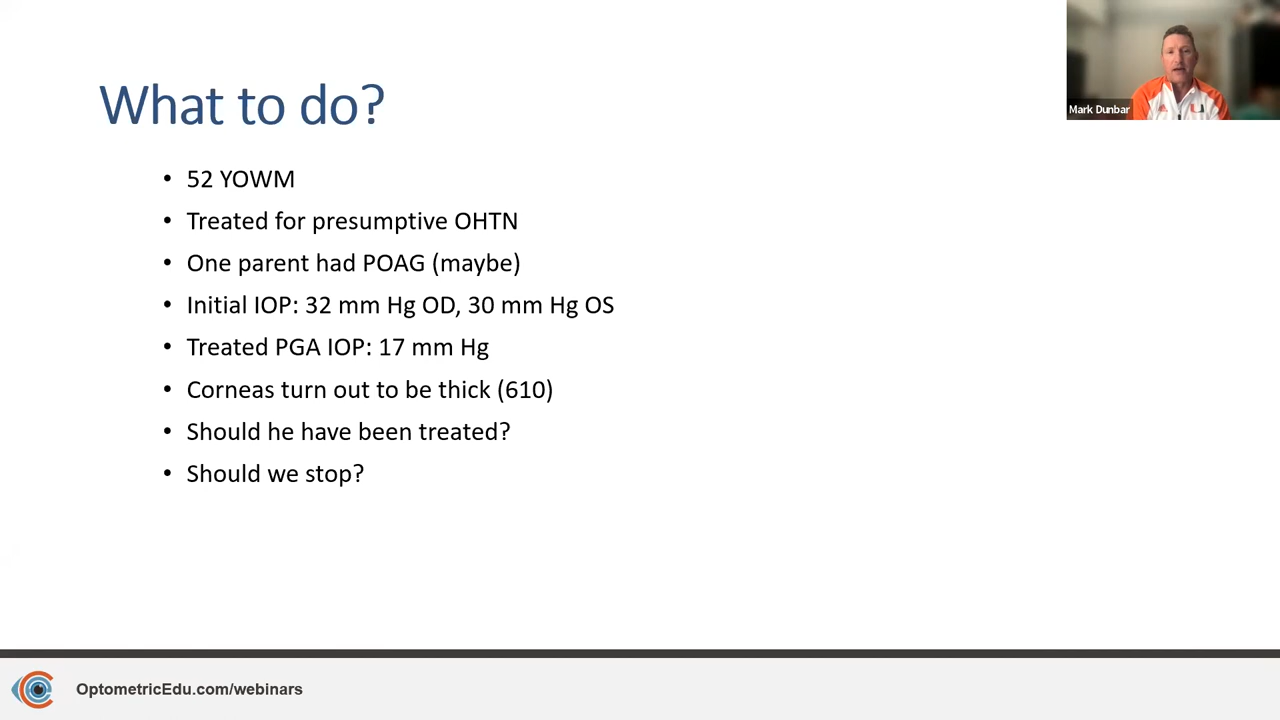 What to do?
• 52 YOWM
• Treated for presumptive OHTN
• One parent had POAG (maybe)
• Initial IOP: 32 mm Hg OD, 30 mm Hg OS
• Treated PGA IOP: 17 mm Hg
• Corneas turn out to be thick (610)
• Should he have been treated?
• Should we stop?
Mark Dunbar
OptometricEdu.com/webinars